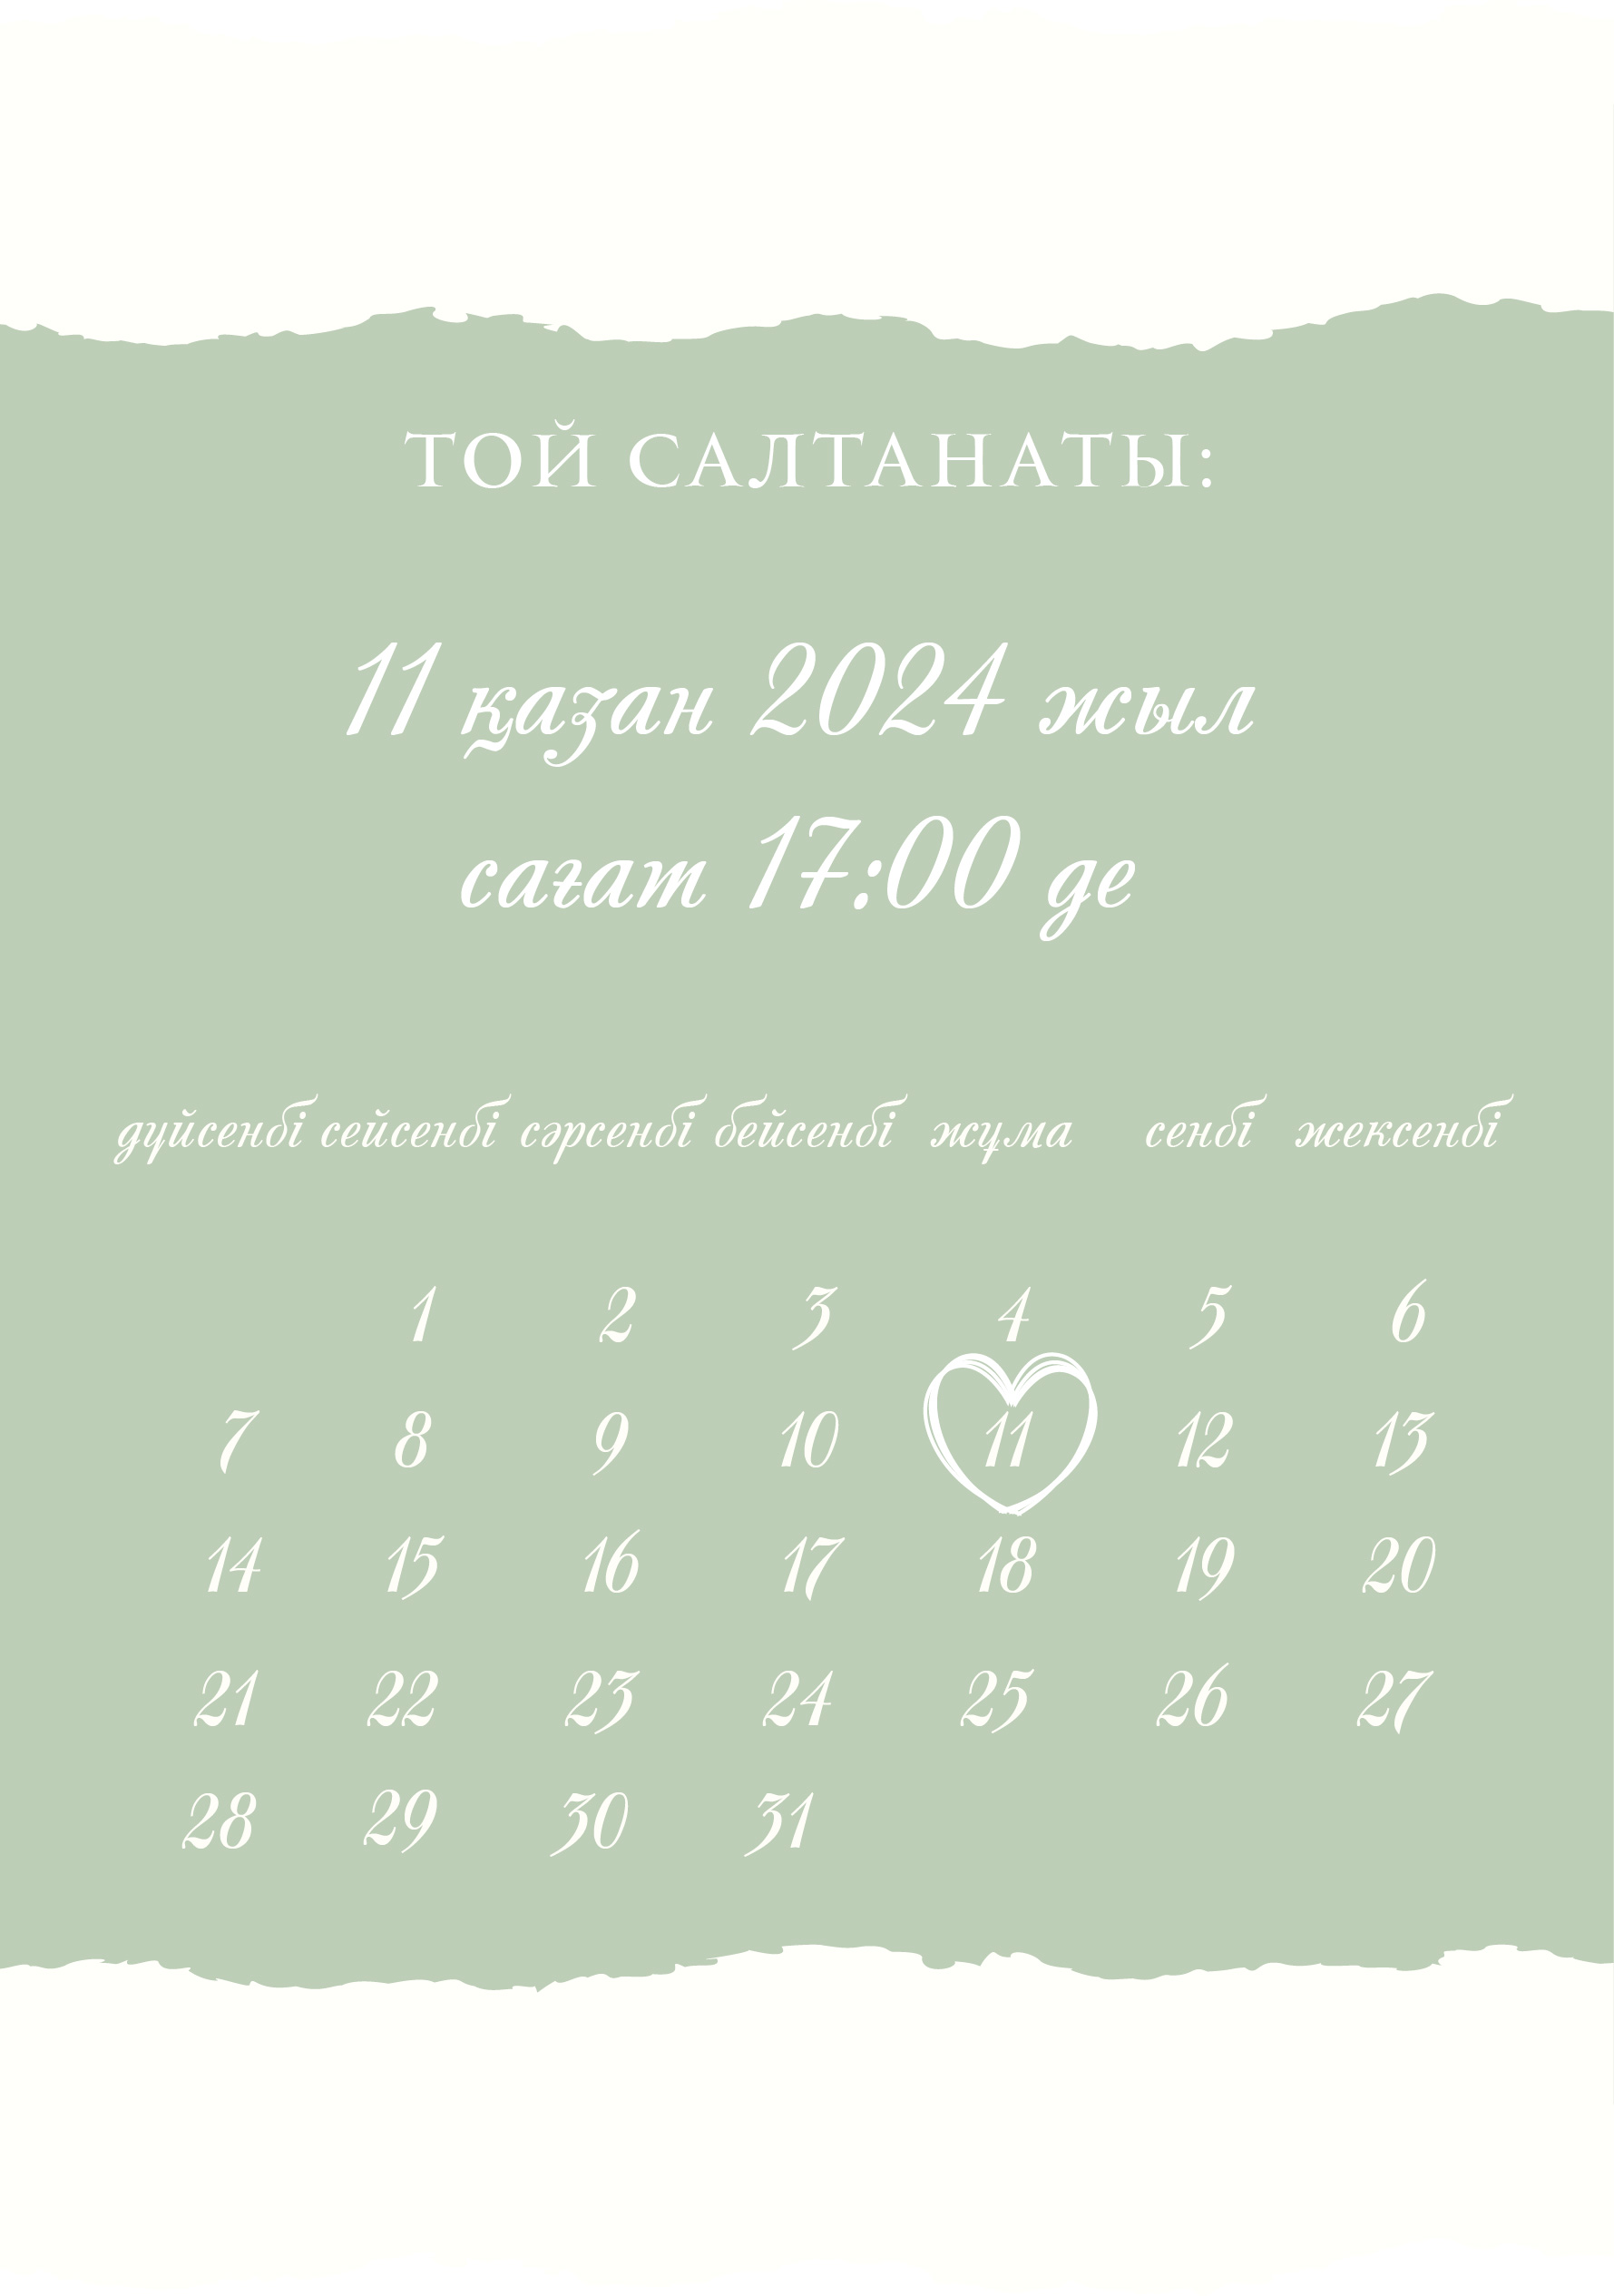 ТОЙ САЛТАНАТЫ:
11 қазан 2024 жыл
сағат 17:00 де
дүйсенбі сейсенбі сәрсенбі бейсенбі жұма сенбі жексенбі
1 2 3 4 5 6
7 8 9 10 11 12 13
14 15 16 17 18 19 20
21 22 23 24 25 26 27
28 29 30 31